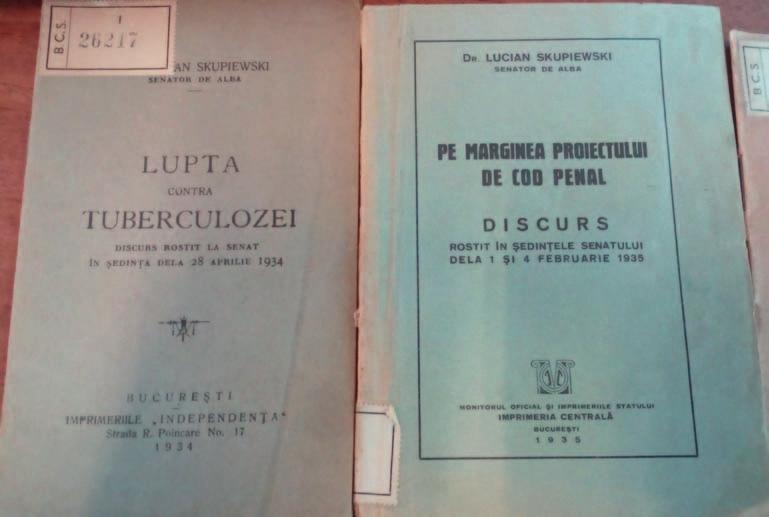 B.C.S.
I
26217
SKUPIEWSKI
SENATOR DE ALBA
LUPTA
CONTRA
TUBERCULOZEI
DISCURS ROSTIT LA SENAT
ÎN ȘEDINȚA DELA 28 APRILIE 1934
BUCUREȘTI
IMPRIMERIILE „INDEPENDENȚA“
Strada R. Poincare No. 17
1934
DR. LUCIAN SKUPIEWSKI
SENATOR DE ALBA
PE MARGINEA PROIECTULUI
DE COD PENAL
DISCURS
ROSTIT ÎN ȘEDINȚELE SENATULUI
DELA 1 ȘI 4 FEBRUARIE 1935
MONITORUL OFICIAL ȘI IMPRIMERIILE STATULUI
IMPRIMERIA CENTRALĂ
BUCUREȘTI
1935
B.C.S.